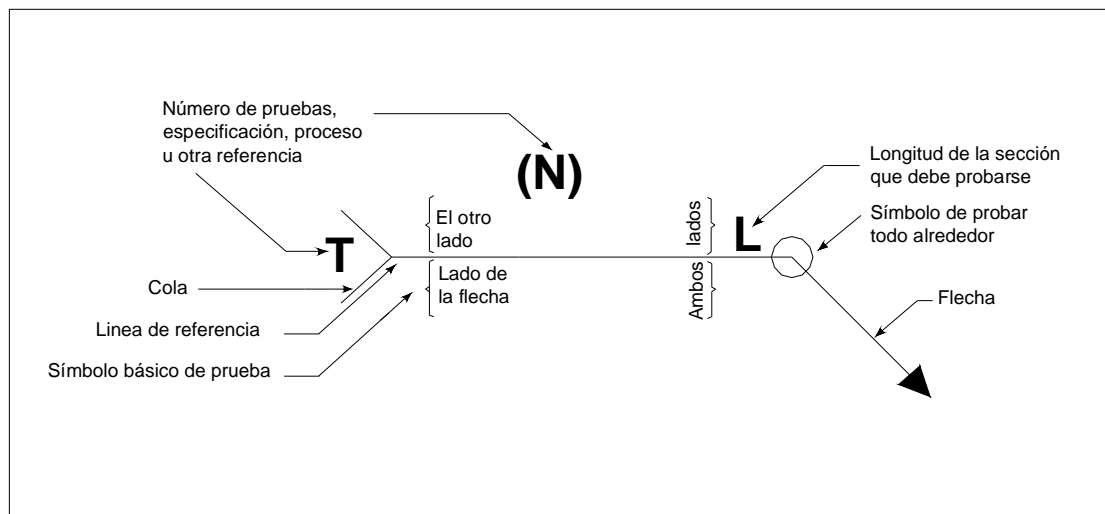 Número de pruebas,
especificación, proceso
u otra referencia
(N)
Longitud de la sección
que debe probarse
Símbolo de probar
todo alrededor
El otro
lado
lados
L
T
Lado de
la flecha
Ambos
Cola
Flecha
Linea de referencia
Símbolo básico de prueba